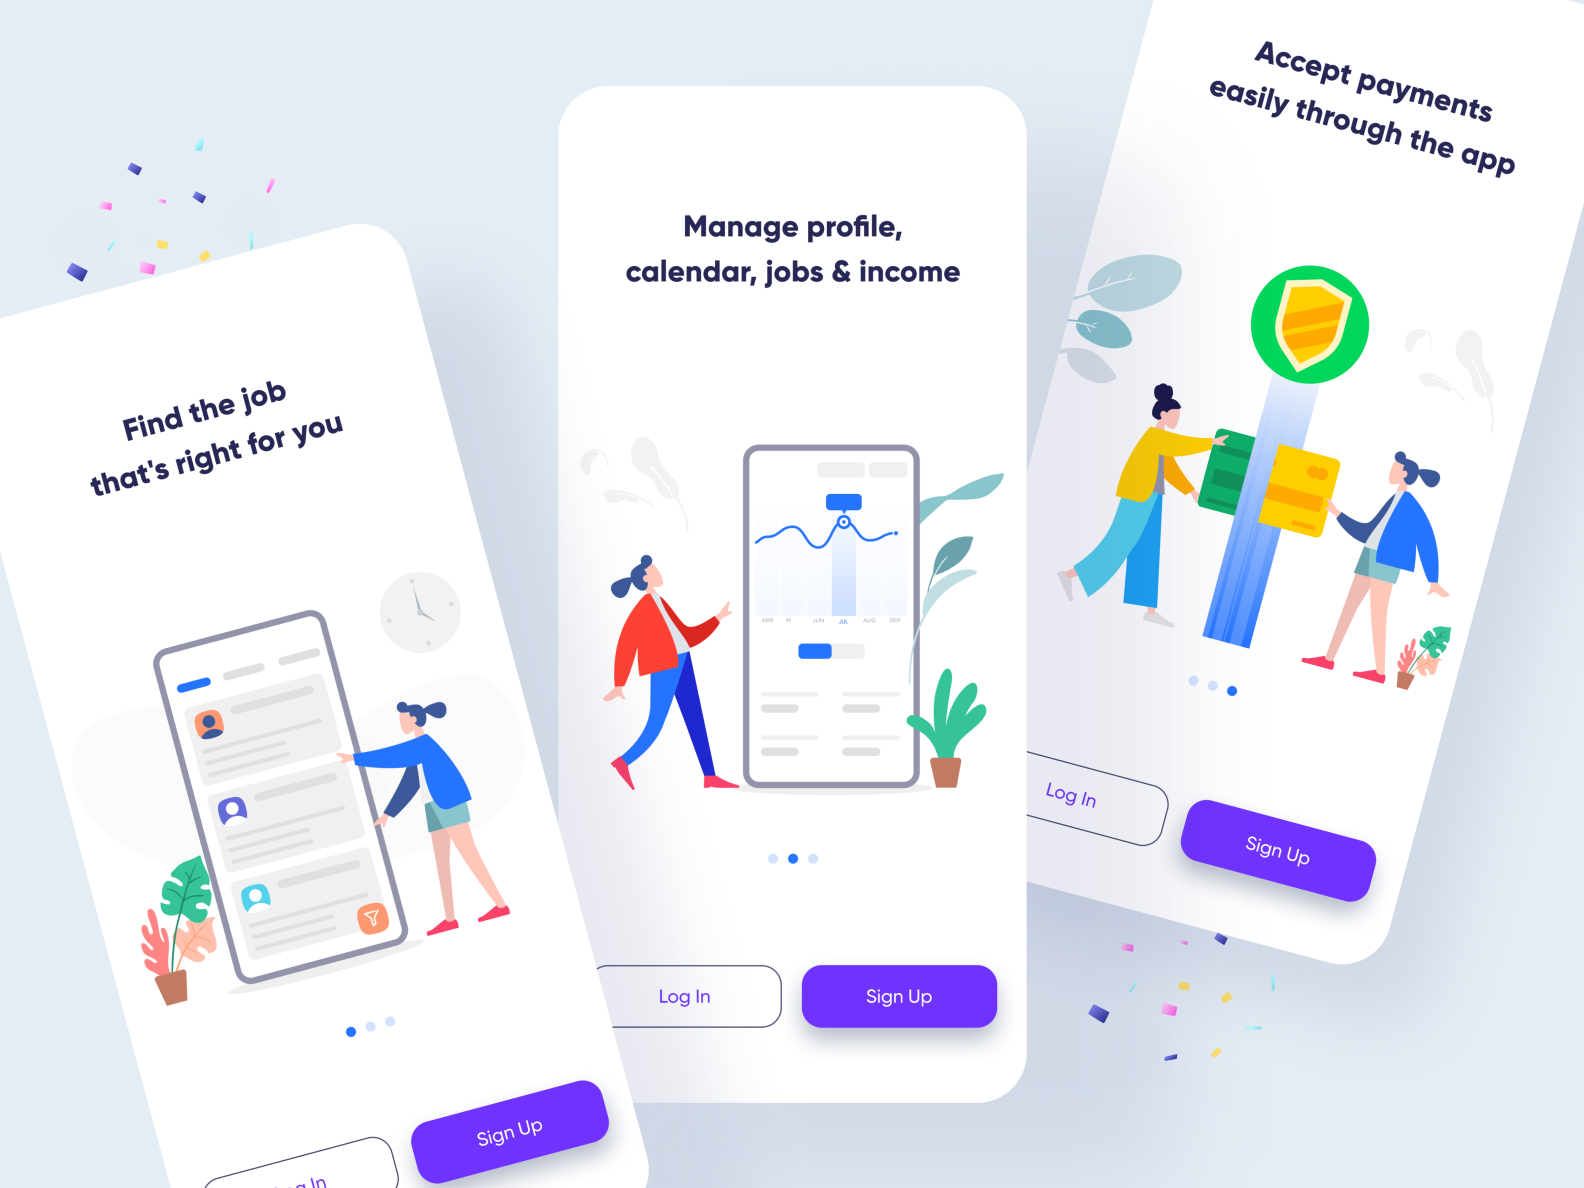 Find the job
that's right for you
Sign Up
Log In
Manage profile,
calendar, jobs & income
APR M JUN JUL AUG SEP
Log In
Sign Up
Accept payments
easily through the app
Log In
Sign Up